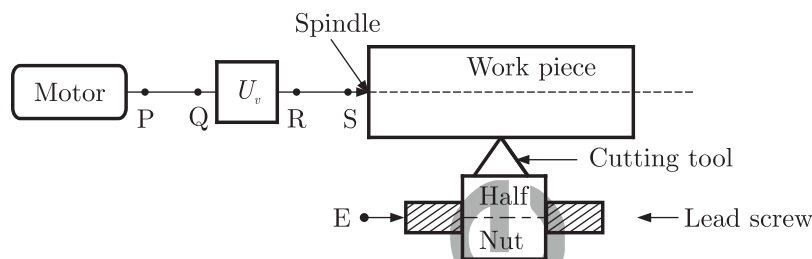 Spindle
Work piece
Motor
U_v
P
Q
R
S
Cutting tool
Half
E
Lead screw
Nut